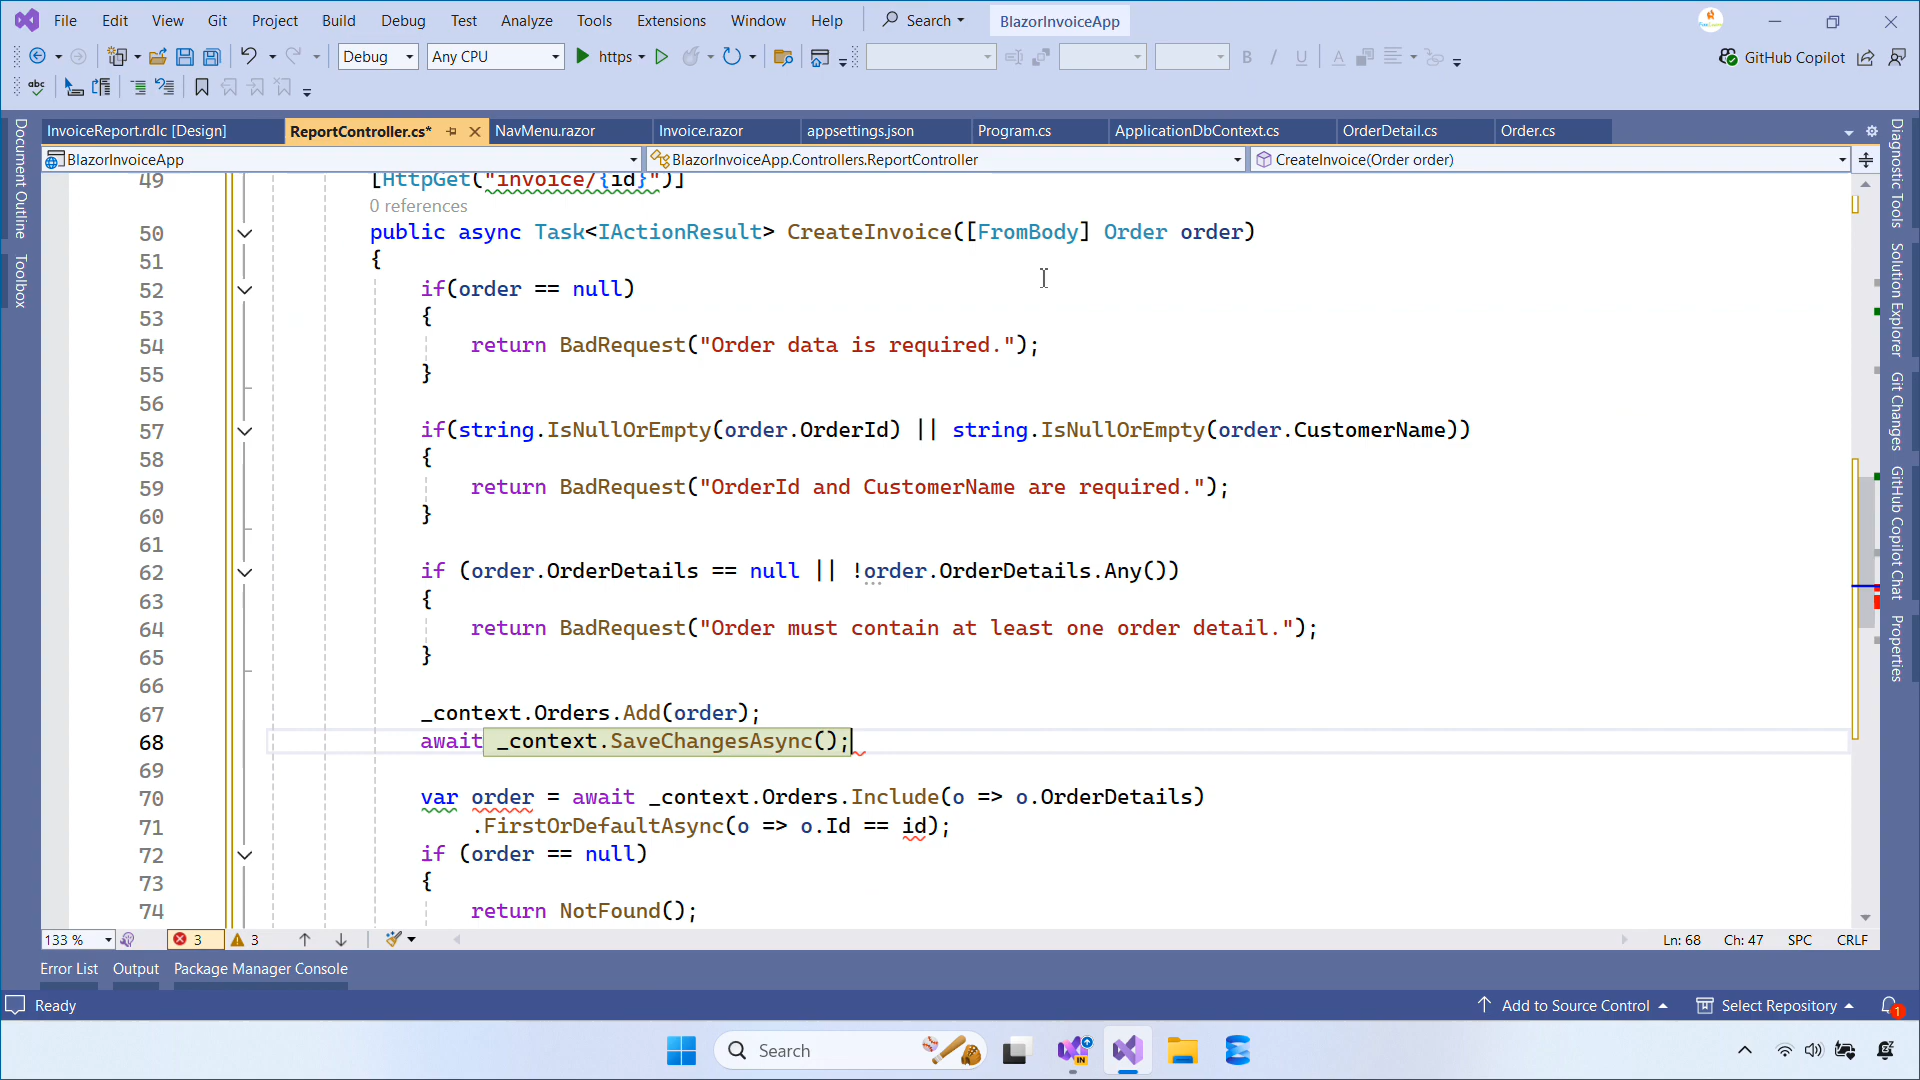 File Edit View Git Project Build Debug Test Analyze Tools Extensions Window Help Search BlazorInvoiceApp
Debug Any CPU https GitHub Copilot
abc
InvoiceReport.rdlc [Design] ReportController.cs* NavMenu.razor Invoice.razor appsettings.json Program.cs ApplicationDbContext.cs OrderDetail.cs Order.cs
BlazorInvoiceApp BlazorInvoiceApp.Controllers.ReportController CreateInvoice(Order order)
Document Outline
Toolbox
49 [HttpGet("invoice/{id}")]
0 references
50 public async Task<IActionResult> CreateInvoice([FromBody] Order order)
51 {
52 if(order == null)
53 {
54 return BadRequest("Order data is required.");
55 }
56
57 if(string.IsNullOrEmpty(order.OrderId) || string.IsNullOrEmpty(order.CustomerName))
58 {
59 return BadRequest("OrderId and CustomerName are required.");
60 }
61
62 if (order.OrderDetails == null || !order.OrderDetails.Any())
63 {
64 return BadRequest("Order must contain at least one order detail.");
65 }
66
67 _context.Orders.Add(order);
68 await _context.SaveChangesAsync();
69
70 var order = await _context.Orders.Include(o => o.OrderDetails)
71 .FirstOrDefaultAsync(o => o.Id == id);
72 if (order == null)
73 {
74 return NotFound();
Diagnostic Tools
Solution Explorer
Git Changes
GitHub Copilot Chat
Properties
133 % 3 3 Ln: 68 Ch: 47 SPC CRLF
Error List Output Package Manager Console
Ready Add to Source Control Select Repository 1
Search IN